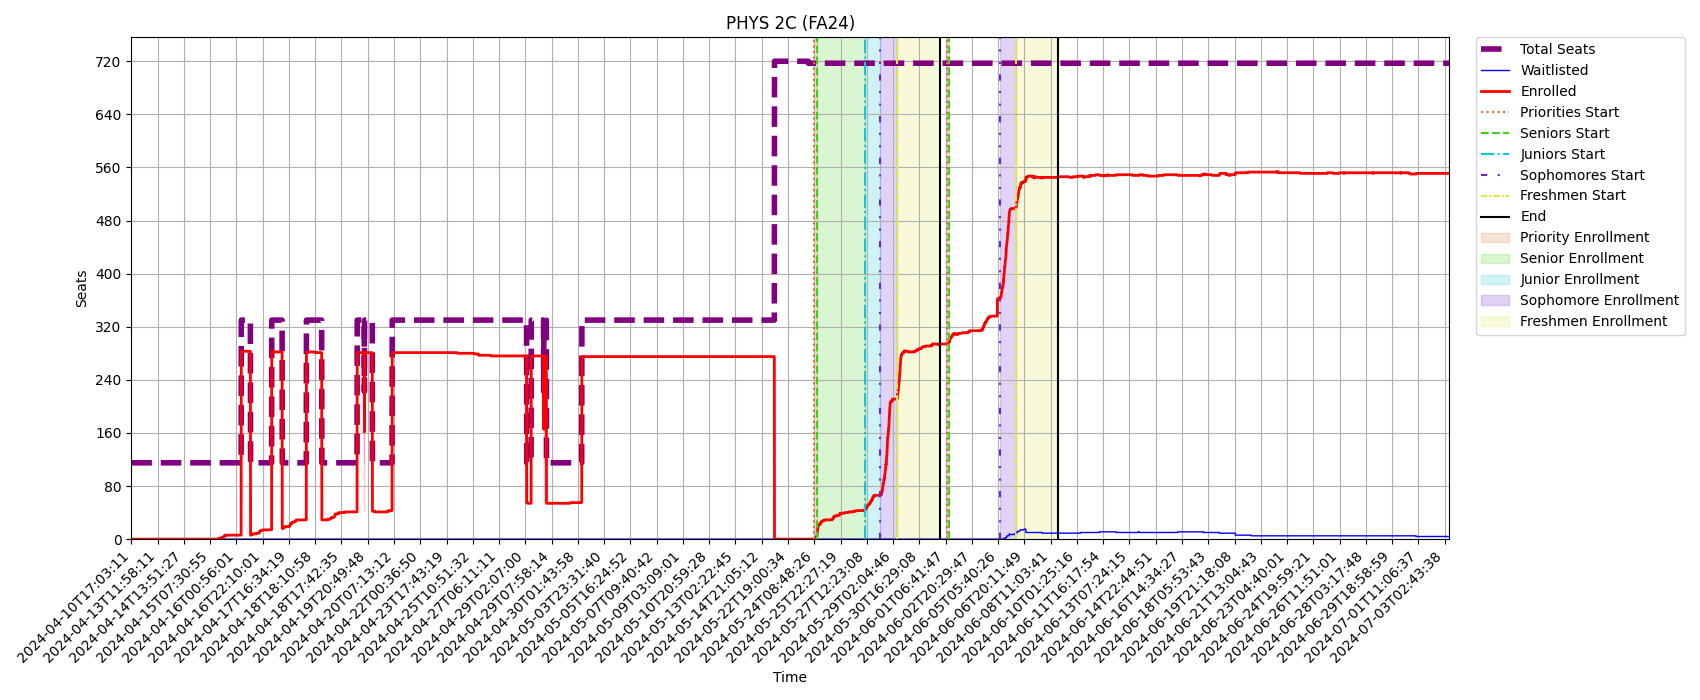 PHYS 2C (FA24)
Seats
720
640
560
480
400
320
240
160
80
0
2024-04-10T17:03:11
2024-04-13T11:58:11
2024-04-14T13:51:27
2024-04-15T07:30:55
2024-04-16T00:56:01
2024-04-16T22:10:01
2024-04-17T16:34:19
2024-04-18T18:10:58
2024-04-18T17:42:35
2024-04-19T20:49:48
2024-04-20T07:13:12
2024-04-22T00:36:50
2024-04-23T17:43:19
2024-04-25T10:51:32
2024-04-27T06:11:11
2024-04-29T02:07:00
2024-04-29T07:58:14
2024-04-30T01:43:58
2024-05-03T23:31:40
2024-05-05T16:24:52
2024-05-07T09:40:42
2024-05-09T03:09:01
2024-05-10T20:59:28
2024-05-13T02:22:45
2024-05-14T21:05:12
2024-05-22T19:00:34
2024-05-24T08:48:26
2024-05-25T22:27:19
2024-05-27T12:23:08
2024-05-29T02:04:46
2024-05-30T16:29:08
2024-06-01T06:41:47
2024-06-02T20:29:47
2024-06-05T05:40:26
2024-06-06T20:11:49
2024-06-08T11:03:41
2024-06-10T01:25:16
2024-06-11T16:17:54
2024-06-13T07:24:15
2024-06-14T22:44:51
2024-06-16T14:34:27
2024-06-18T05:53:43
2024-06-19T21:18:08
2024-06-21T13:04:43
2024-06-23T04:40:01
2024-06-24T19:59:21
2024-06-26T11:51:01
2024-06-28T03:17:48
2024-06-29T18:58:59
2024-07-01T11:06:37
2024-07-03T02:43:38
Time
Total Seats
Waitlisted
Enrolled
Priorities Start
Seniors Start
Juniors Start
Sophomores Start
Freshmen Start
End
Priority Enrollment
Senior Enrollment
Junior Enrollment
Sophomore Enrollment
Freshmen Enrollment